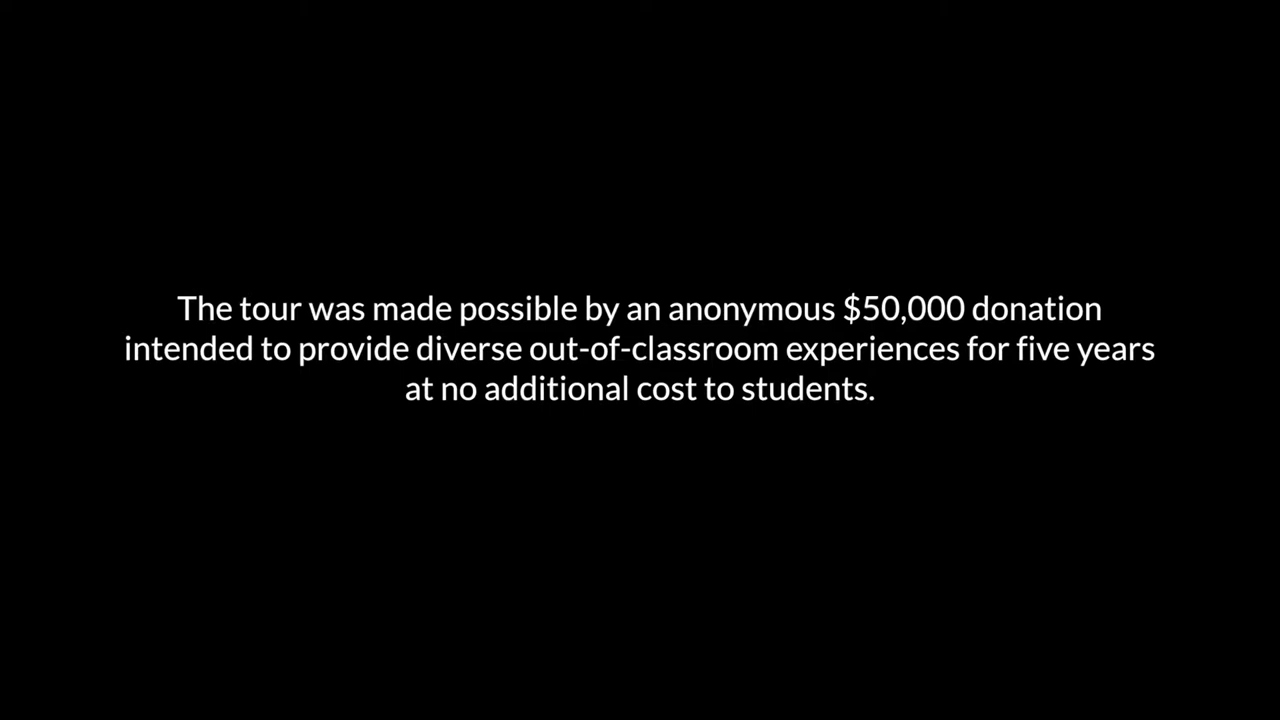 The tour was made possible by an anonymous $50,000 donation
intended to provide diverse out-of-classroom experiences for five years
at no additional cost to students.